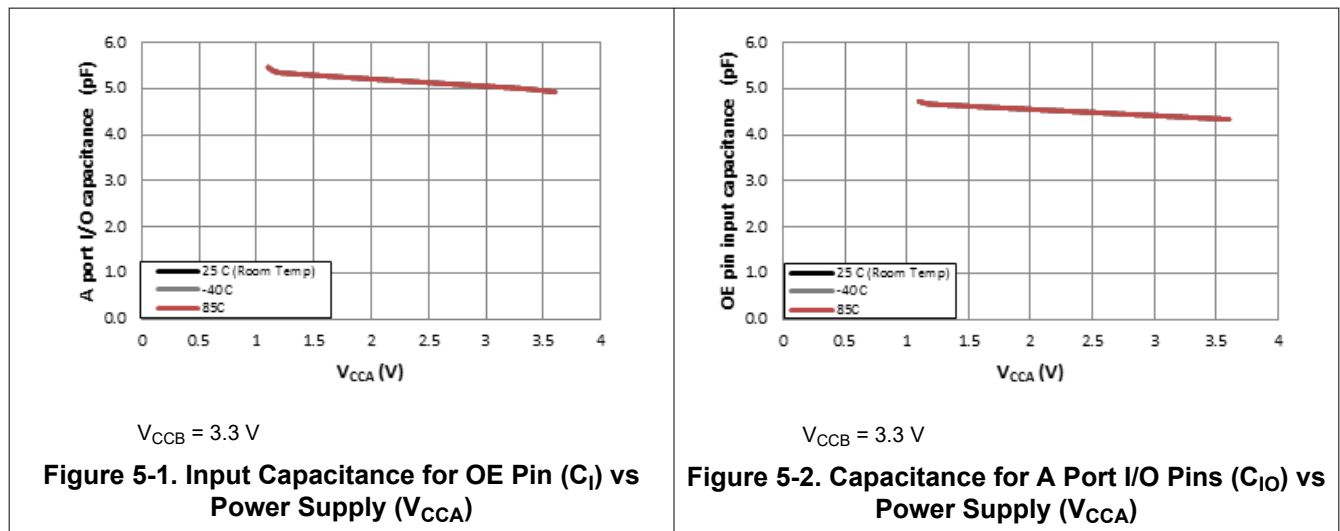 A port I/O capacitance (pF)
6.0
5.0
4.0
3.0
2.0
1.0
0.0
25 C (Room Temp)
-40C
85C
0 0.5 1 1.5 2 2.5 3 3.5 4
VCCA (V)
VCCB = 3.3 V
Figure 5-1. Input Capacitance for OE Pin (CI) vs
Power Supply (VCCA)
OE pin input capacitance (pF)
6.0
5.0
4.0
3.0
2.0
1.0
0.0
25 C (Room Temp)
-40C
85C
0 0.5 1 1.5 2 2.5 3 3.5 4
VCCA (V)
VCCB = 3.3 V
Figure 5-2. Capacitance for A Port I/O Pins (CIO) vs
Power Supply (VCCA)